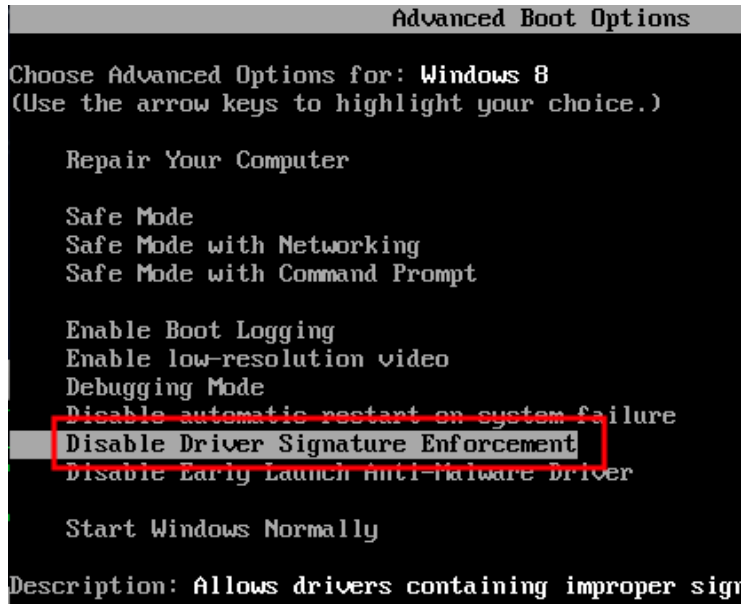 Advanced Boot Options
Choose Advanced Options for: Windows 8
(Use the arrow keys to highlight your choice.)
Repair Your Computer
Safe Mode
Safe Mode with Networking
Safe Mode with Command Prompt
Enable Boot Logging
Enable low-resolution video
Debugging Mode
Disable automatic restart on system failure
Disable Driver Signature Enforcement
Disable Early Launch Anti-Malware Driver
Start Windows Normally
Description: Allows drivers containing improper sign